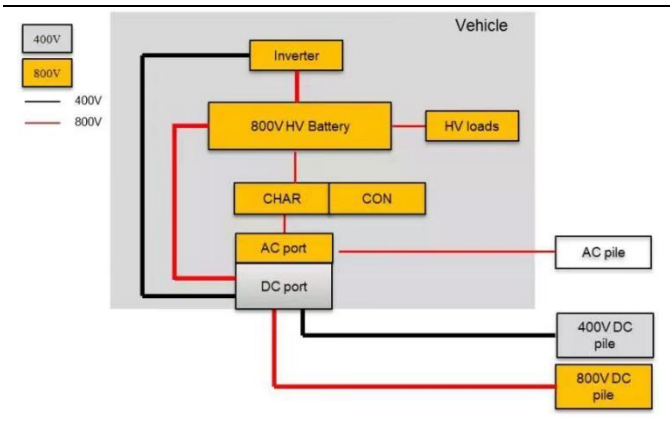 Vehicle
400V
800V
400V
800V
Inverter
800V HV Battery
HV loads
CHAR
CON
AC port
DC port
AC pile
400V DC
pile
800V DC
pile